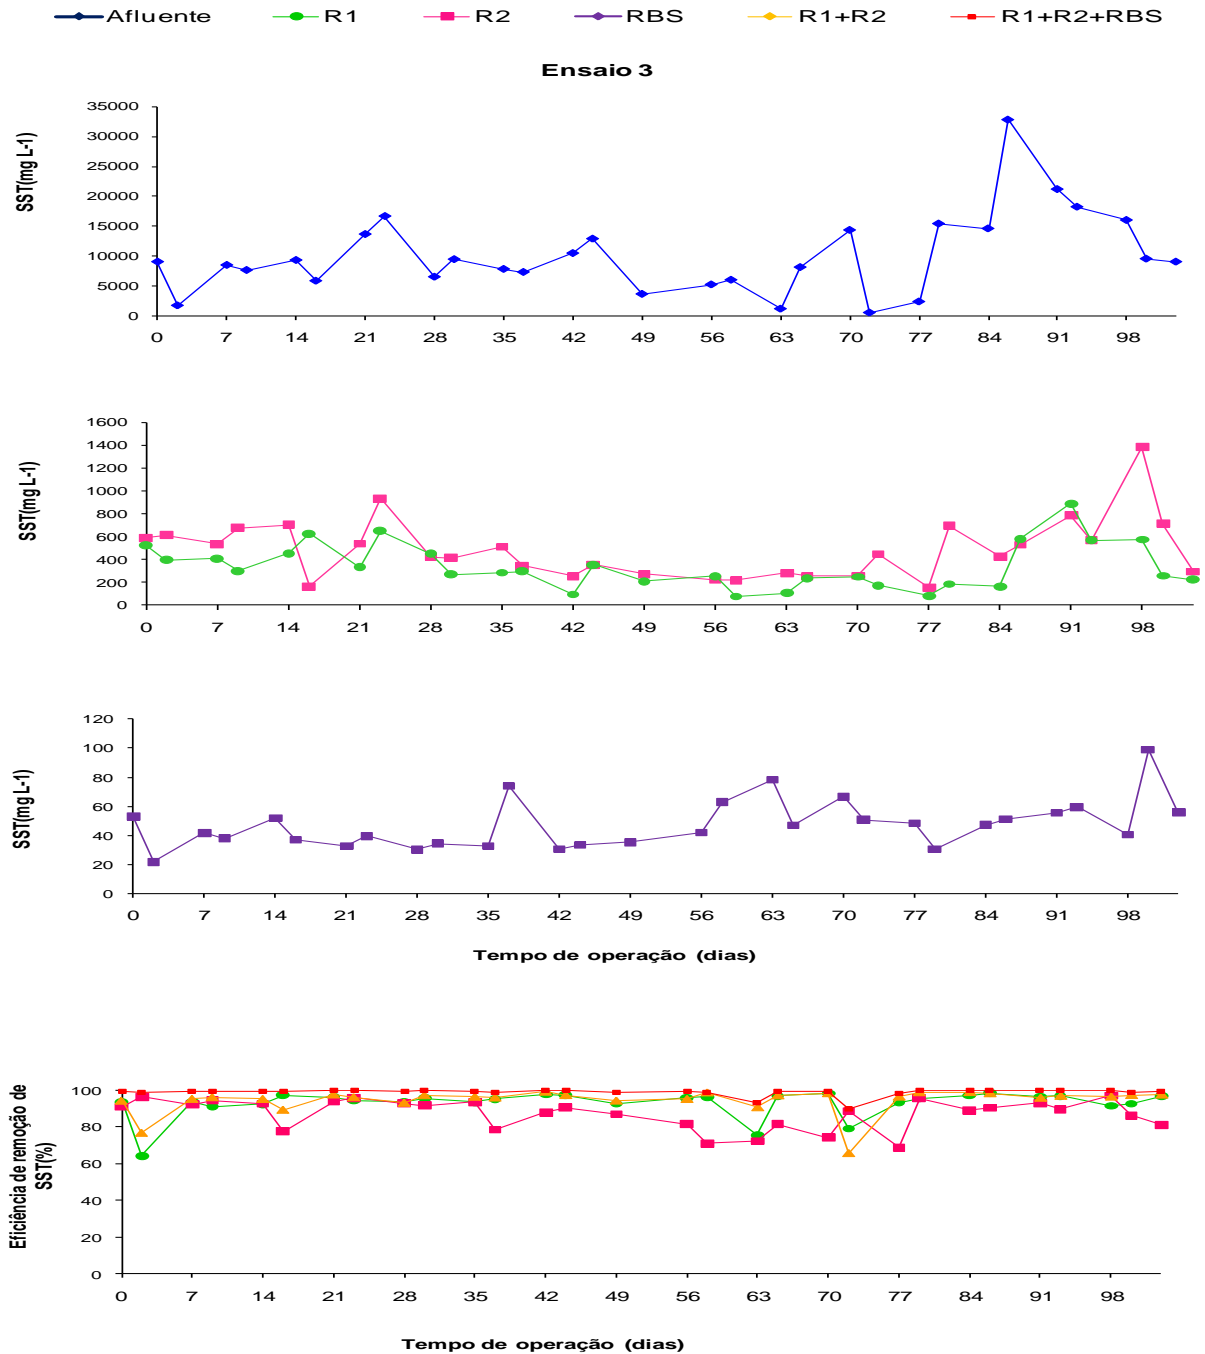 Afluente R1 R2 RBS R1+R2 R1+R2+RBS
Ensaio 3
SST(mg L-1)
35000
30000
25000
20000
15000
10000
5000
0
0 7 14 21 28 35 42 49 56 63 70 77 84 91 98
SST(mg L-1)
1600
1400
1200
1000
800
600
400
200
0
0 7 14 21 28 35 42 49 56 63 70 77 84 91 98
SST(mg L-1)
120
100
80
60
40
20
0
0 7 14 21 28 35 42 49 56 63 70 77 84 91 98
Tempo de operação (dias)
Eficiência de remoção de
SST(%)
100
80
60
40
20
0
0 7 14 21 28 35 42 49 56 63 70 77 84 91 98
Tempo de operação (dias)